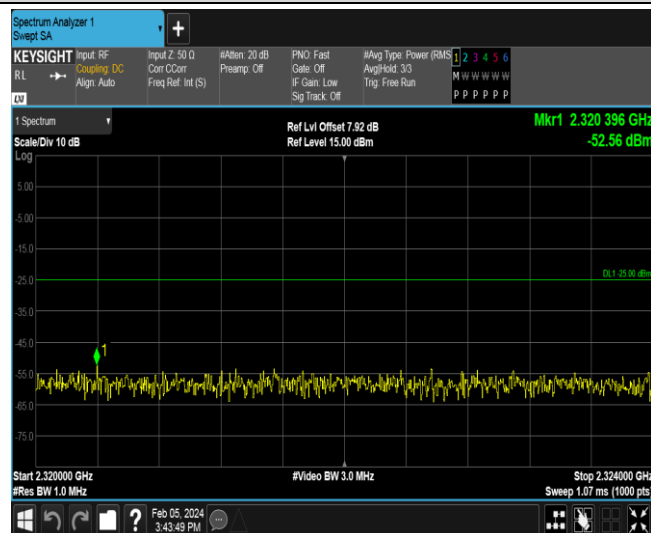 Spectrum Analyzer 1
Swept SA
+
KEYSIGHT
RL
LXI
Input: RF
Coupling: DC
Align: Auto
Input Z: 50 Ω
Corr CCorr
Freq Ref: Int (S)
#Atten: 20 dB
Preamp: Off
PNO: Fast
Gate: Off
IF Gain: Low
Sig Track: Off
#Avg Type: Power (RMS
Avg|Hold: 3/3
Trig: Free Run
1 2 3 4 5 6
M W W W W W
P P P P P P
1 Spectrum
Scale/Div 10 dB
Log
Ref Lvl Offset 7.92 dB
Ref Level 15.00 dBm
Mkr1 2.320 396 GHz
-52.56 dBm
5.00
-5.00
-15.0
-25.0
-35.0
-45.0
-55.0
-65.0
-75.0
DL1 -25.00 dBm
1
Start 2.320000 GHz
#Res BW 1.0 MHz
#Video BW 3.0 MHz
Stop 2.324000 GHz
Sweep 1.07 ms (1000 pts)
?
Feb 05, 2024
3:43:49 PM